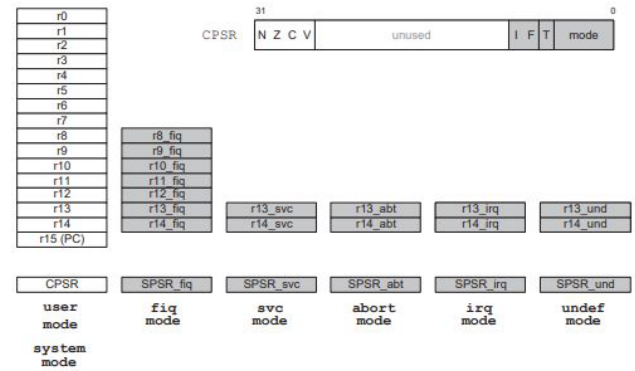 31 0
CPSR N Z C V unused I F T mode
r0
r1
r2
r3
r4
r5
r6
r7
r8 r8_fiq
r9 r9_fiq
r10 r10_fiq
r11 r11_fiq
r12 r12_fiq
r13 r13_fiq r13_svc r13_abt r13_irq r13_und
r14 r14_fiq r14_svc r14_abt r14_irq r14_und
r15 (PC)
CPSR SPSR_fiq SPSR_svc SPSR_abt SPSR_irq SPSR_und
user fiq svc abort irq undef
mode mode mode mode mode mode
system
mode